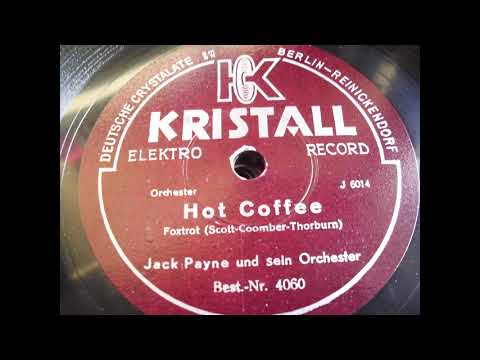 DEUTSCHE CRYSTALATE
BERLIN-REINICKENDORF
KRISTALL
ELEKTRO RECORD
Orchester J 6014
Hot Coffee
Foxtrot (Scott-Coomber-Thorburn)
Jack Payne und sein Orchester
Best.-Nr. 4060